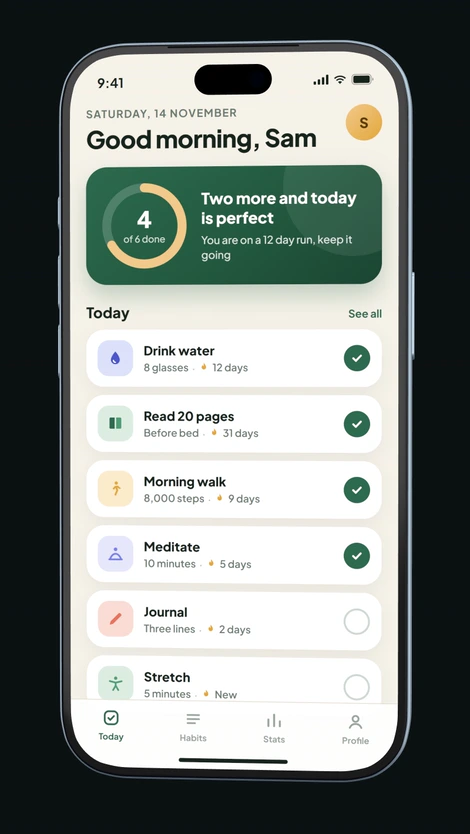 9:41
SATURDAY, 14 NOVEMBER
Good morning, Sam
S
4
of 6 done
Two more and today
is perfect
You are on a 12 day run, keep it
going
Today
See all
Drink water
8 glasses · 12 days
Read 20 pages
Before bed · 31 days
Morning walk
8,000 steps · 9 days
Meditate
10 minutes · 5 days
Journal
Three lines · 2 days
Stretch
5 minutes · New
Today
Habits
Stats
Profile